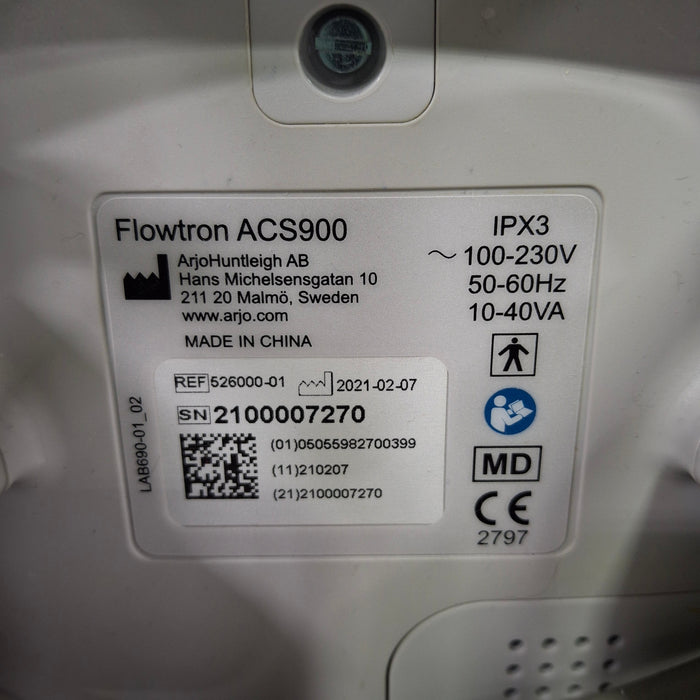 Flowtron ACS900
ArjoHuntleigh AB
Hans Michelsensgatan 10
211 20 Malmö, Sweden
www.arjo.com
MADE IN CHINA
IPX3
~ 100-230V
50-60Hz
10-40VA
REF 526000-01 2021-02-07
SN 2100007270
(01)05055982700399
(11)210207
(21)2100007270
LAB690-01_02
MD
CE
2797